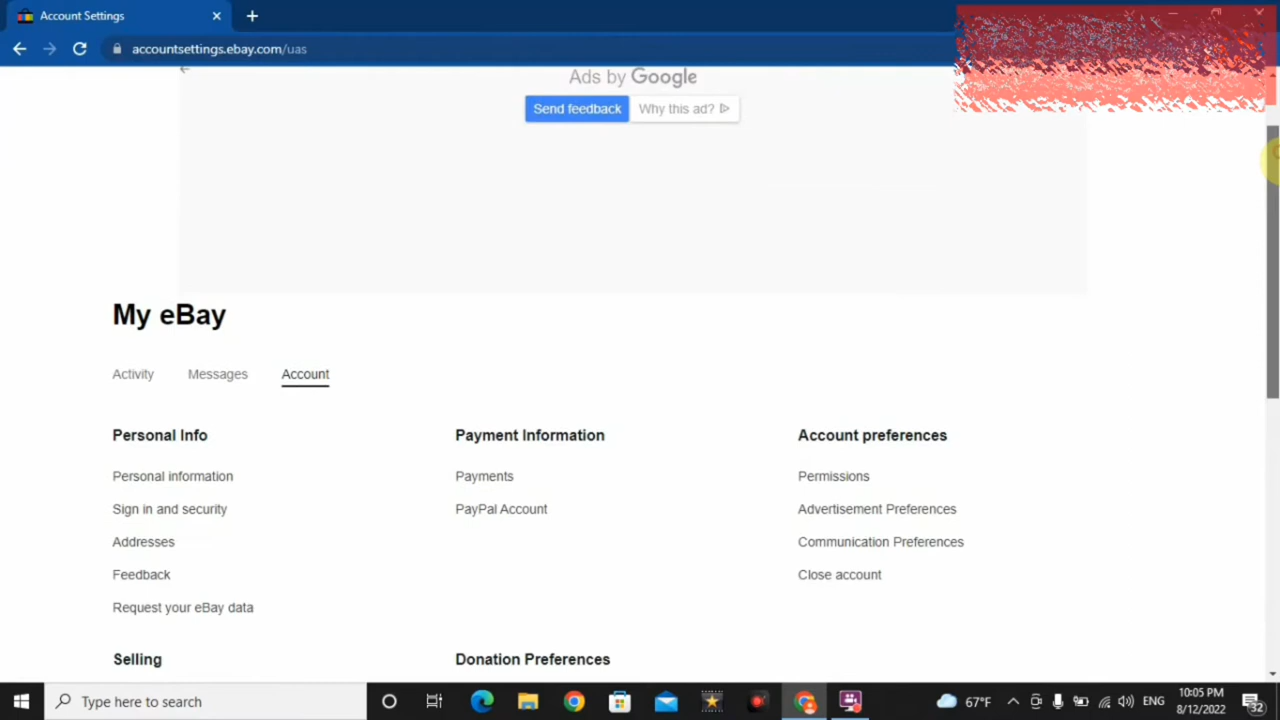 Account Settings
accountsettings.ebay.com/uas
Ads by Google
Send feedback Why this ad?
My eBay
Activity Messages Account
Personal Info
Personal information
Sign in and security
Addresses
Feedback
Request your eBay data
Payment Information
Payments
PayPal Account
Account preferences
Permissions
Advertisement Preferences
Communication Preferences
Close account
Selling
Donation Preferences
Type here to search
67°F
ENG
10:05 PM
8/12/2022
32